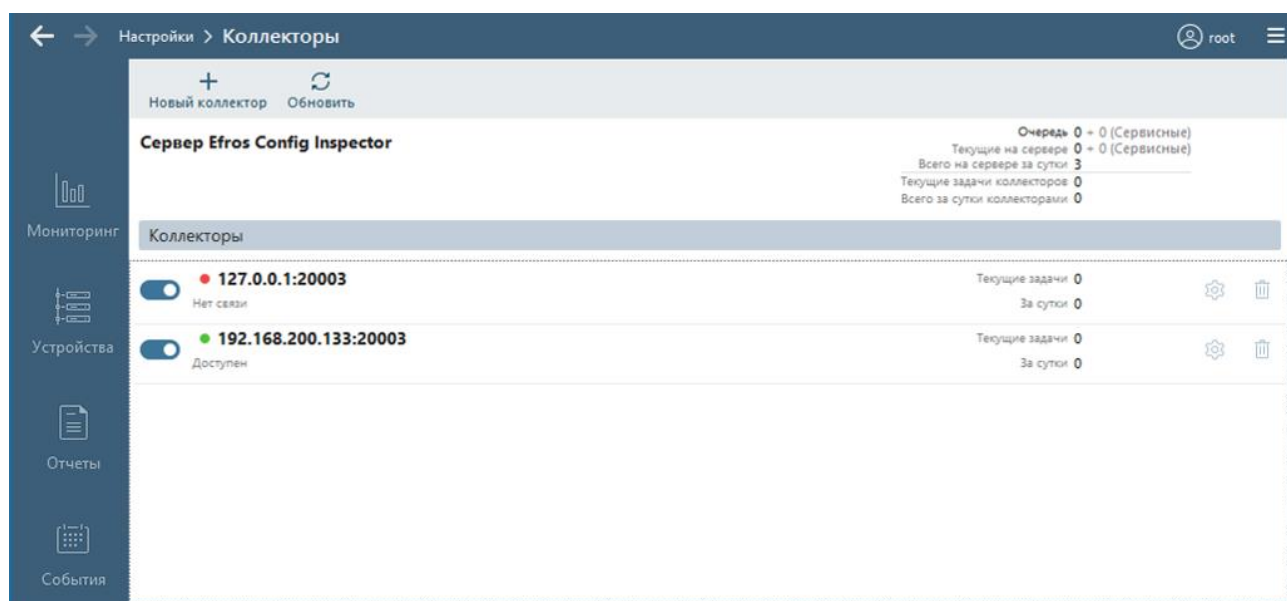 Настройки > Коллекторы
root
Новый коллектор Обновить
Сервер Efros Config Inspector
Очередь 0 + 0 (Сервисные)
Текущие на сервере 0 + 0 (Сервисные)
Всего на сервере за сутки 3
Текущие задачи коллекторов 0
Всего за сутки коллекторами 0
Мониторинг
Устройства
Отчеты
События
Коллекторы
127.0.0.1:20003
Нет связи
Текущие задачи 0
За сутки 0
192.168.200.133:20003
Доступен
Текущие задачи 0
За сутки 0